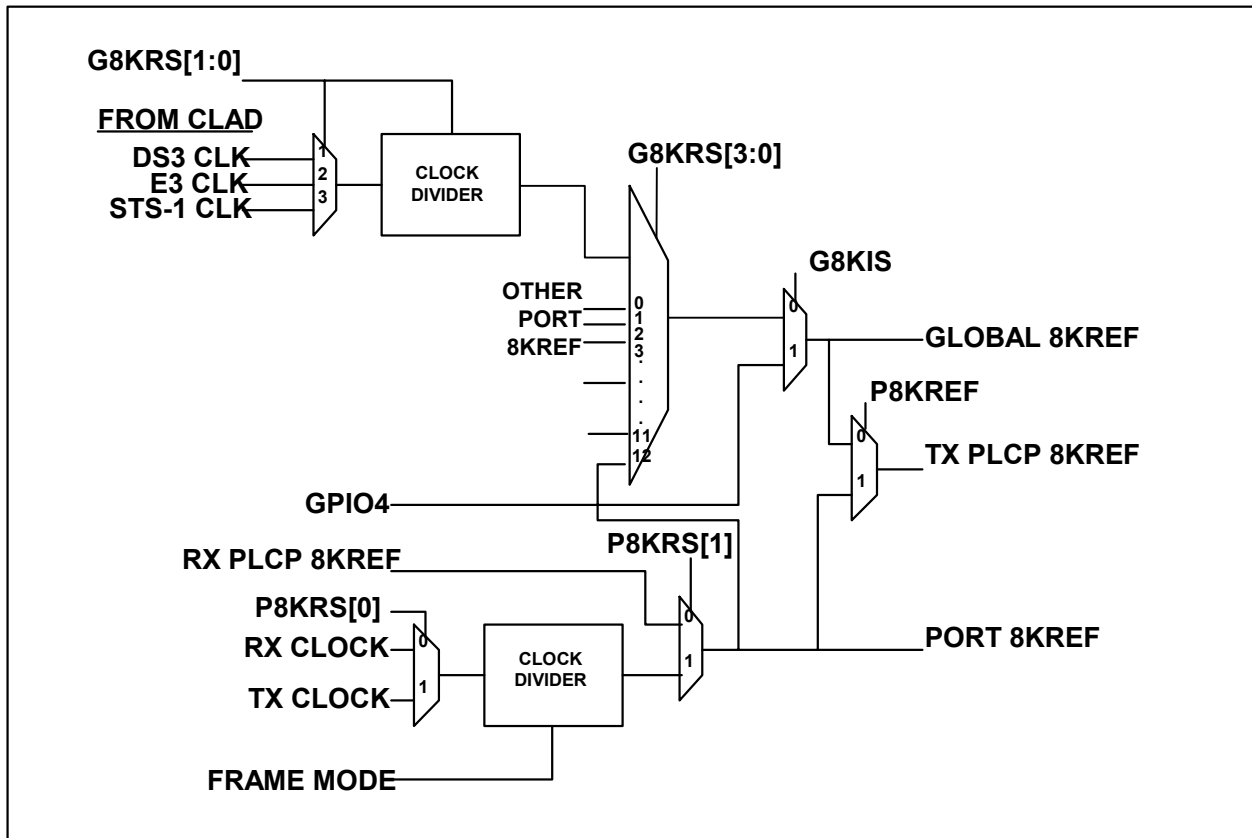 G8KRS[1:0]
FROM CLAD
DS3 CLK
E3 CLK
STS-1 CLK
1
2
3
CLOCK
DIVIDER
G8KRS[3:0]
OTHER
PORT
8KREF
0
1
2
3
.
.
.
.
11
12
G8KIS
0
1
GLOBAL 8KREF
P8KREF
0
1
TX PLCP 8KREF
GPIO4
RX PLCP 8KREF
P8KRS[1]
0
1
P8KRS[0]
RX CLOCK
TX CLOCK
0
1
CLOCK
DIVIDER
PORT 8KREF
FRAME MODE